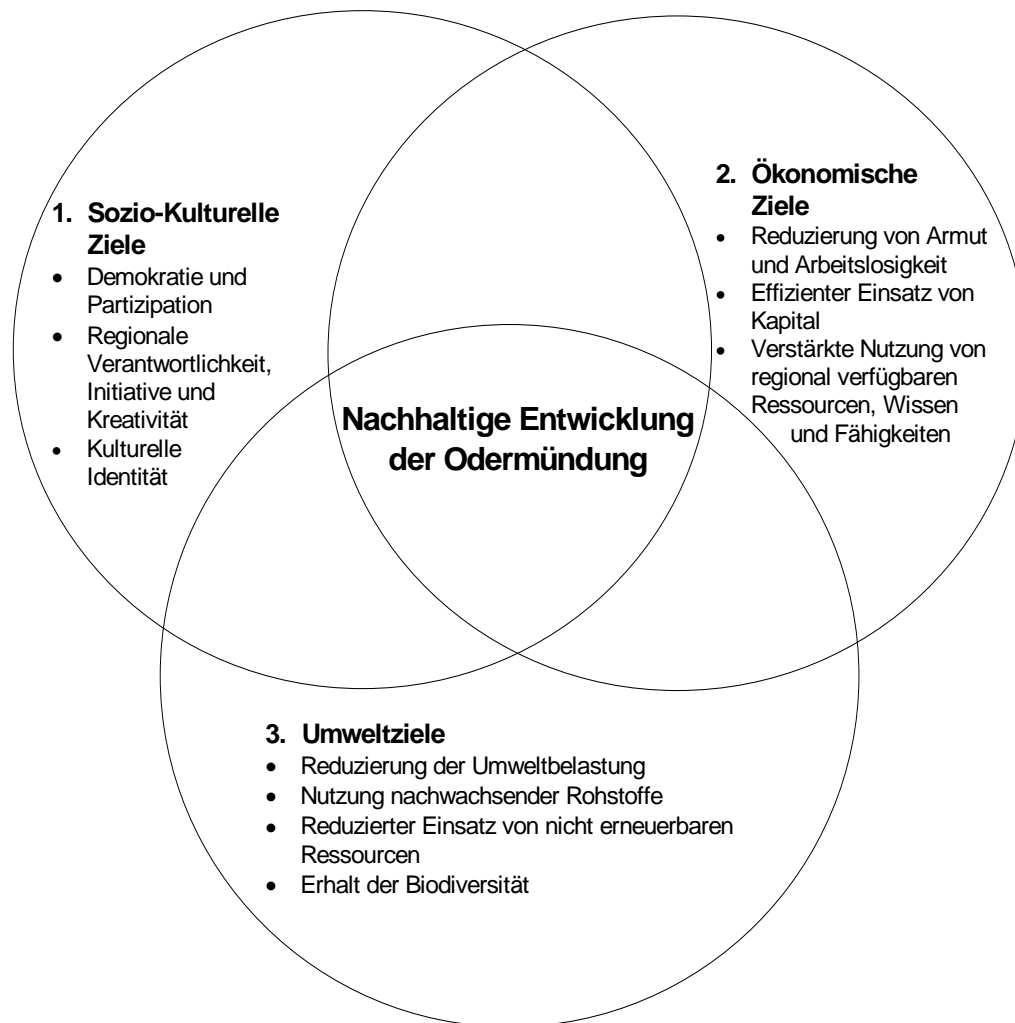 1. Sozio-Kulturelle
Ziele
• Demokratie und
Partizipation
• Regionale
Verantwortlichkeit,
Initiative und
Kreativität
• Kulturelle
Identität
2. Ökonomische
Ziele
• Reduzierung von Armut
und Arbeitslosigkeit
• Effizienter Einsatz von
Kapital
• Verstärkte Nutzung von
regional verfügbaren
Ressourcen, Wissen
und Fähigkeiten
Nachhaltige Entwicklung
der Odermündung
3. Umweltziele
• Reduzierung der Umweltbelastung
• Nutzung nachwachsender Rohstoffe
• Reduzierter Einsatz von nicht erneuerbaren
Ressourcen
• Erhalt der Biodiversität